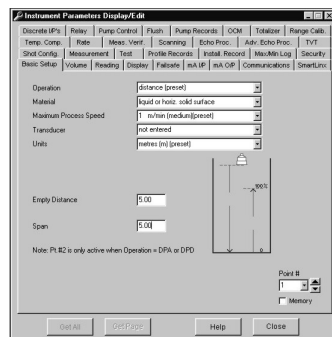 Instrument Parameters Display/Edit
Discrete I/P's Relay Pump Control Flush Pump Records OCM Totalizer Range Calib.
Temp. Comp. Rate Meas. Verif. Scanning Echo Proc. Adv. Echo Proc. TVT
Shot Config. Measurement Test Profile Records Install. Record Max/Min Log Security
Basic Setup Volume Reading Display Failsafe mA I/P mA O/P Communications SmartLinx
Operation distance (preset)
Material liquid or horiz. solid surface
Maximum Process Speed 1 m/min (medium)(preset)
Transducer not entered
Units metres (m) (preset)
100%
Empty Distance 5.00
Span 5.00
0
Note: Pt.#2 is only active when Operation = DPA or DPD
Point #
1
Memory
Get All Get Page Help Close